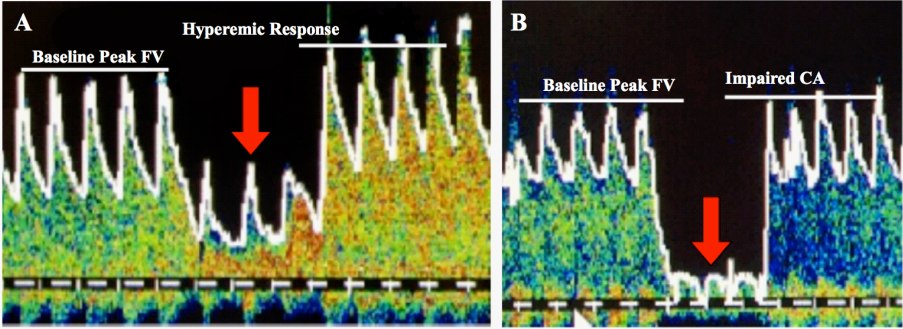 A
Baseline Peak FV
Hyperemic Response
B
Baseline Peak FV
Impaired CA